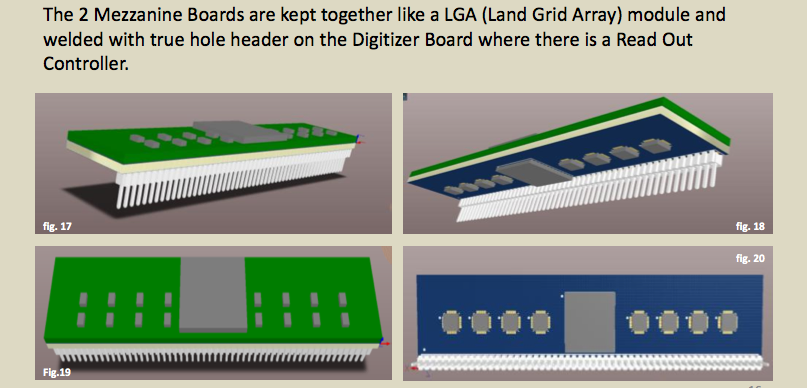 The 2 Mezzanine Boards are kept together like a LGA (Land Grid Array) module and
welded with true hole header on the Digitizer Board where there is a Read Out
Controller.
fig. 17
fig. 18
Fig.19
fig. 20